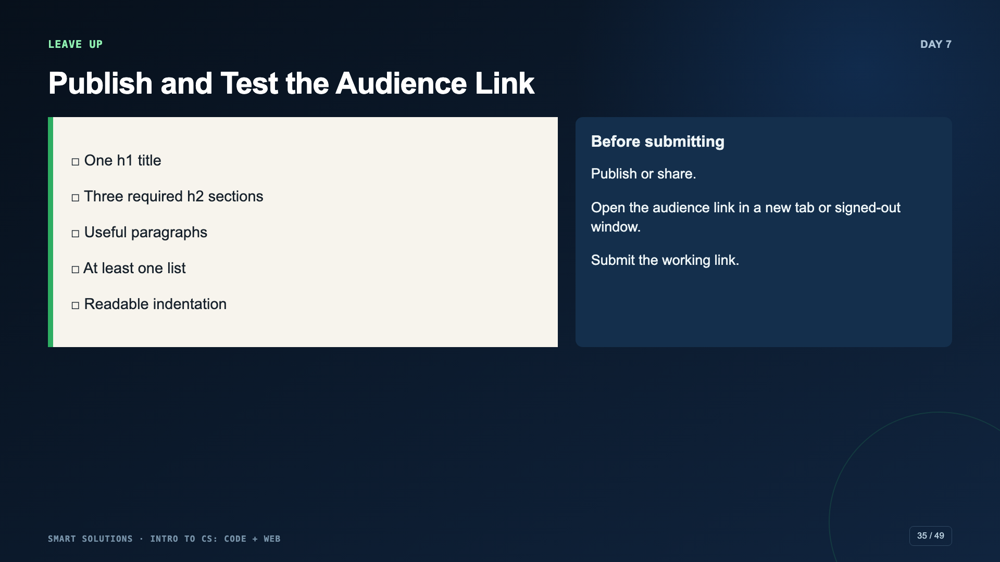 LEAVE UP
DAY 7
Publish and Test the Audience Link
□ One h1 title
□ Three required h2 sections
□ Useful paragraphs
□ At least one list
□ Readable indentation
Before submitting
Publish or share.
Open the audience link in a new tab or signed-out
window.
Submit the working link.
SMART SOLUTIONS · INTRO TO CS: CODE + WEB
35 / 49